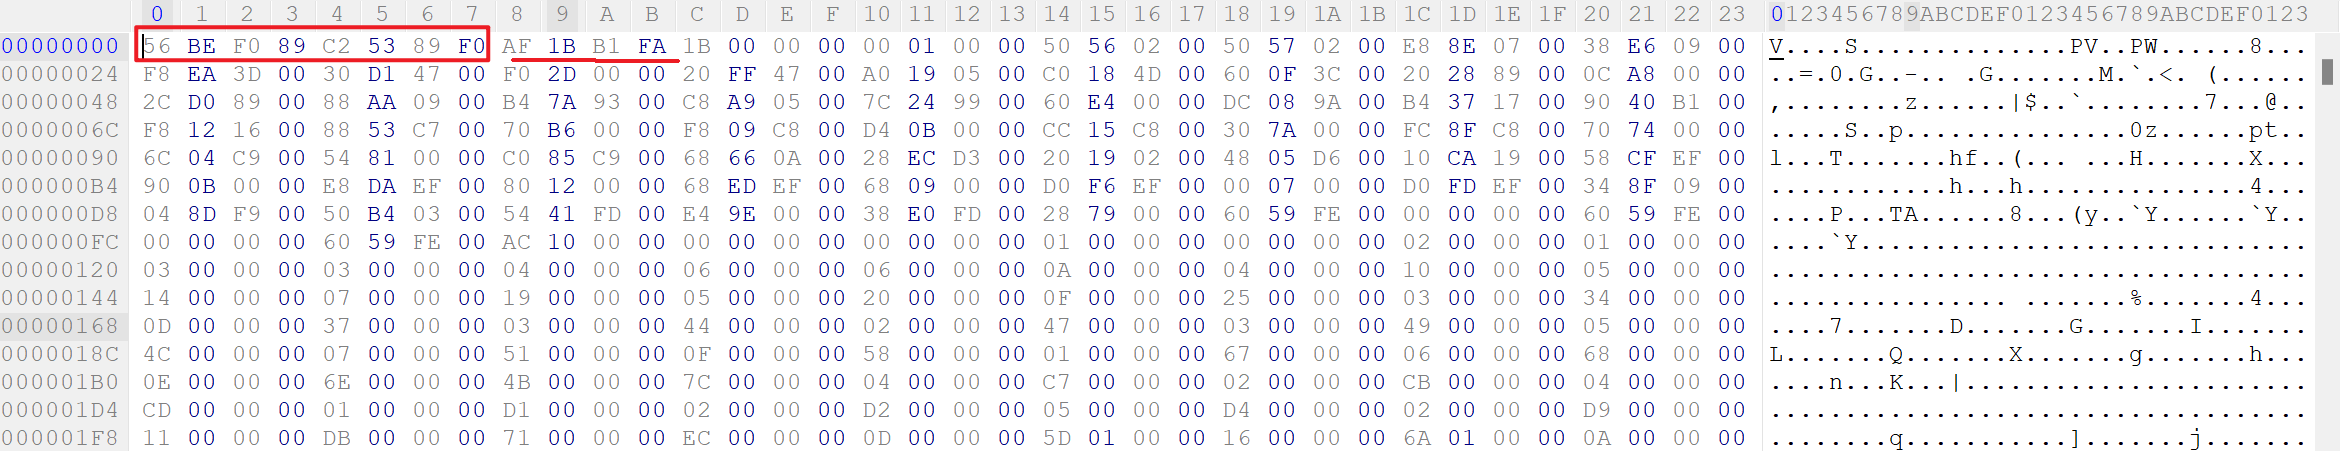 0 1 2 3 4 5 6 7 8 9 A B C D E F 10 11 12 13 14 15 16 17 18 19 1A 1B 1C 1D 1E 1F 20 21 22 23 0123456789ABCDEF0123456789ABCDEF0123
00000000 56 BE F0 89 C2 53 89 F0 AF 1B B1 FA 1B 00 00 00 00 01 00 00 50 56 02 00 50 57 02 00 E8 8E 07 00 38 E6 09 00 V....S..............PV..PW......8...
00000024 F8 EA 3D 00 30 D1 47 00 F0 2D 00 00 20 FF 47 00 A0 19 05 00 C0 18 4D 00 60 0F 3C 00 20 28 89 00 0C A8 00 00 ..=.0.G..-.. .G.......M.`.<. (......
00000048 2C D0 89 00 88 AA 09 00 B4 7A 93 00 C8 A9 05 00 7C 24 99 00 60 E4 00 00 DC 08 9A 00 B4 37 17 00 90 40 B1 00 ,........z......|$..`........7...@..
0000006C F8 12 16 00 88 53 C7 00 70 B6 00 00 F8 09 C8 00 D4 0B 00 00 CC 15 C8 00 30 7A 00 00 FC 8F C8 00 70 74 00 00 .....S..p...............0z......pt..
00000090 6C 04 C9 00 54 81 00 00 C0 85 C9 00 68 66 0A 00 28 EC D3 00 20 19 02 00 48 05 D6 00 10 CA 19 00 58 CF EF 00 l...T.......hf..(... ...H.......X...
000000B4 90 0B 00 00 E8 DA EF 00 80 12 00 00 68 ED EF 00 68 09 00 00 D0 F6 EF 00 00 07 00 00 D0 FD EF 00 34 8F 09 00 ............h...h...............4...
000000D8 04 8D F9 00 50 B4 03 00 54 41 FD 00 E4 9E 00 00 38 E0 FD 00 28 79 00 00 60 59 FE 00 00 00 00 00 60 59 FE 00 ....P...TA......8...(y..`Y......`Y..
000000FC 00 00 00 00 60 59 FE 00 AC 10 00 00 00 00 00 00 00 00 00 00 01 00 00 00 00 00 00 00 02 00 00 00 01 00 00 00 ....`Y..............................
00000120 03 00 00 00 03 00 00 00 04 00 00 00 06 00 00 00 06 00 00 00 0A 00 00 00 04 00 00 00 10 00 00 00 05 00 00 00 ....................................
00000144 14 00 00 00 07 00 00 00 19 00 00 00 05 00 00 00 20 00 00 00 0F 00 00 00 25 00 00 00 03 00 00 00 34 00 00 00 ................ .......%.......4...
00000168 0D 00 00 00 37 00 00 00 03 00 00 00 44 00 00 00 02 00 00 00 47 00 00 00 03 00 00 00 49 00 00 00 05 00 00 00 ....7.......D.......G.......I.......
0000018C 4C 00 00 00 07 00 00 00 51 00 00 00 0F 00 00 00 58 00 00 00 01 00 00 00 67 00 00 00 06 00 00 00 68 00 00 00 L.......Q.......X.......g.......h...
000001B0 0E 00 00 00 6E 00 00 00 4B 00 00 00 7C 00 00 00 04 00 00 00 C7 00 00 00 02 00 00 00 CB 00 00 00 04 00 00 00 ....n...K...|.......................
000001D4 CD 00 00 00 01 00 00 00 D1 00 00 00 02 00 00 00 D2 00 00 00 05 00 00 00 D4 00 00 00 02 00 00 00 D9 00 00 00 ....................................
000001F8 11 00 00 00 DB 00 00 00 71 00 00 00 EC 00 00 00 0D 00 00 00 5D 01 00 00 16 00 00 00 6A 01 00 00 0A 00 00 00 ........q...........].......j.......